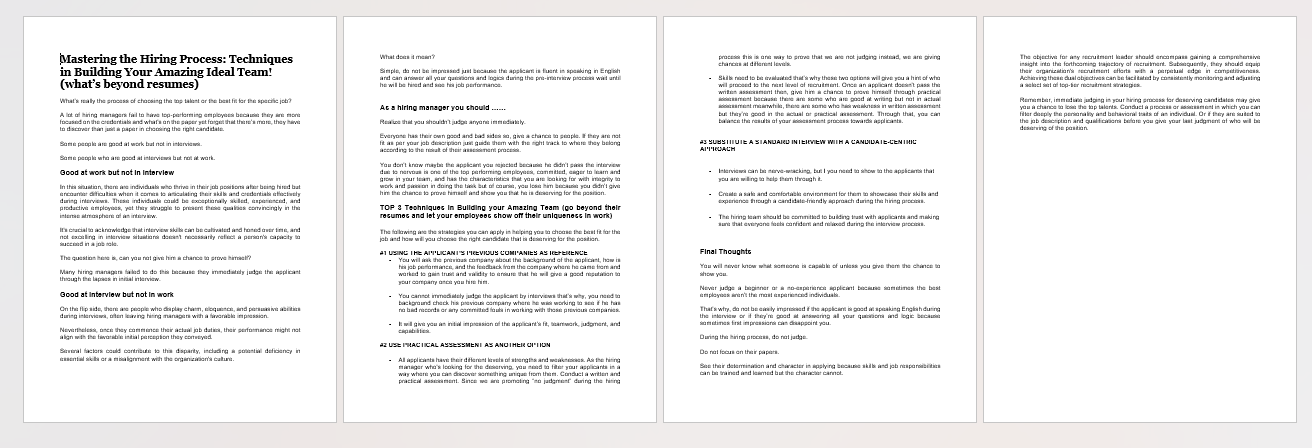 Mastering the Hiring Process: Techniques
in Building Your Amazing Ideal Team!
(what's beyond resumes)
What's really the process of choosing the top talent or the best fit for the specific job?
A lot of hiring managers fail to have top-performing employees because they are more
focused on the credentials and what's on the paper yet forget that there's more, they have
to discover than just a paper in choosing the right candidate.
Some people are good at work but not in interviews.
Some people who are good at interviews but not at work.
Good at work but not in interview
In this situation, there are individuals who thrive in their job positions after being hired but
encounter difficulties when it comes to articulating their skills and credentials effectively
during interviews. These individuals could be exceptionally skilled, experienced, and
productive employees, yet they struggle to present these qualities convincingly in the
intense atmosphere of an interview.
It's crucial to acknowledge that interview skills can be cultivated and honed over time, and
not excelling in interview situations doesn't necessarily reflect a person's capacity to
succeed in a job role.
The question here is, can you not give him a chance to prove himself?
Many hiring managers failed to do this because they immediately judge the applicant
through the lapses in initial interview.
Good at interview but not in work
On the flip side, there are people who display charm, eloquence, and persuasive abilities
during interviews, often leaving hiring managers with a favorable impression.
Nevertheless, once they commence their actual job duties, their performance might not
align with the favorable initial perception they conveyed.
Several factors could contribute to this disparity, including a potential deficiency in
essential skills or a misalignment with the organization's culture.
What does it mean?
Simple, do not be impressed just because the applicant is fluent in speaking in English
and can answer all your questions and logics during the pre-interview process wait until
he will be hired and see his job performance.
As a hiring manager you should ......
Realize that you shouldn't judge anyone immediately.
Everyone has their own good and bad sides so, give a chance to people. If they are not
fit as per your job description just guide them with the right track to where they belong
according to the result of their assessment process.
You don't know maybe the applicant you rejected because he didn't pass the interview
due to nervous is one of the top performing employees, committed, eager to learn and
grow in your team, and has the characteristics that you are looking for with integrity to
work and passion in doing the task but of course, you lose him because you didn't give
him the chance to prove himself and show you that he is deserving for the position.
TOP 3 Techniques in Building your Amazing Team (go beyond their
resumes and let your employees show off their uniqueness in work)
The following are the strategies you can apply in helping you to choose the best fit for the
job and how will you choose the right candidate that is deserving for the position.
#1 USING THE APPLICANT'S PREVIOUS COMPANIES AS REFERENCE
- You will ask the previous company about the background of the applicant, how is
his job performance, and the feedback from the company where he came from and
worked to gain trust and validity to ensure that he will give a good reputation to
your company once you hire him.
- You cannot immediately judge the applicant by interviews that's why, you need to
background check his previous company where he was working to see if he has
no bad records or any committed fouls in working with those previous companies.
- It will give you an initial impression of the applicant's fit, teamwork, judgment, and
capabilities.
#2 USE PRACTICAL ASSESSMENT AS ANOTHER OPTION
- All applicants have their different levels of strengths and weaknesses. As the hiring
manager who's looking for the deserving, you need to filter your applicants in a
way where you can discover something unique from them. Conduct a written and
practical assessment. Since we are promoting "no judgment" during the hiring
process this is one way to prove that we are not judging instead, we are giving
chances at different levels.
- Skills need to be evaluated that's why these two options will give you a hint of who
will proceed to the next level of recruitment. Once an applicant doesn't pass the
written assessment then, give him a chance to prove himself through practical
assessment because there are some who are good at writing but not in actual
assessment meanwhile, there are some who has weakness in written assessment
but they're good in the actual or practical assessment. Through that, you can
balance the results of your assessment process towards applicants.
#3 SUBSTITUTE A STANDARD INTERVIEW WITH A CANDIDATE-CENTRIC
APPROACH
- Interviews can be nerve-wracking, but I you need to show to the applicants that
you are willing to help them through it.
- Create a safe and comfortable environment for them to showcase their skills and
experience through a candidate-friendly approach during the hiring process.
- The hiring team should be committed to building trust with applicants and making
sure that everyone feels confident and relaxed during the interview process.
Final Thoughts
You will never know what someone is capable of unless you give them the chance to
show you.
Never judge a beginner or a no-experience applicant because sometimes the best
employees aren't the most experienced individuals.
That's why, do not be easily impressed if the applicant is good at speaking English during
the interview or if they're good at answering all your questions and logic because
sometimes first impressions can disappoint you.
During the hiring process, do not judge.
Do not focus on their papers.
See their determination and character in applying because skills and job responsibilities
can be trained and learned but the character cannot.
The objective for any recruitment leader should encompass gaining a comprehensive
insight into the forthcoming trajectory of recruitment. Subsequently, they should equip
their organization's recruitment efforts with a perpetual edge in competitiveness.
Achieving these dual objectives can be facilitated by consistently monitoring and adjusting
a select set of top-tier recruitment strategies.
Remember, immediate judging in your hiring process for deserving candidates may give
you a chance to lose the top talents. Conduct a process or assessment in which you can
filter deeply the personality and behavioral traits of an individual. Or if they are suited to
the job description and qualifications before you give your last judgment of who will be
deserving of the position.